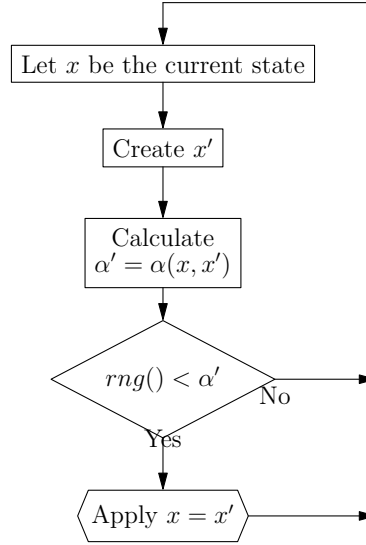 Let x be the current state
Create x′
Calculate
α′ = α(x, x′)
rng() < α′
No
Yes
Apply x = x′